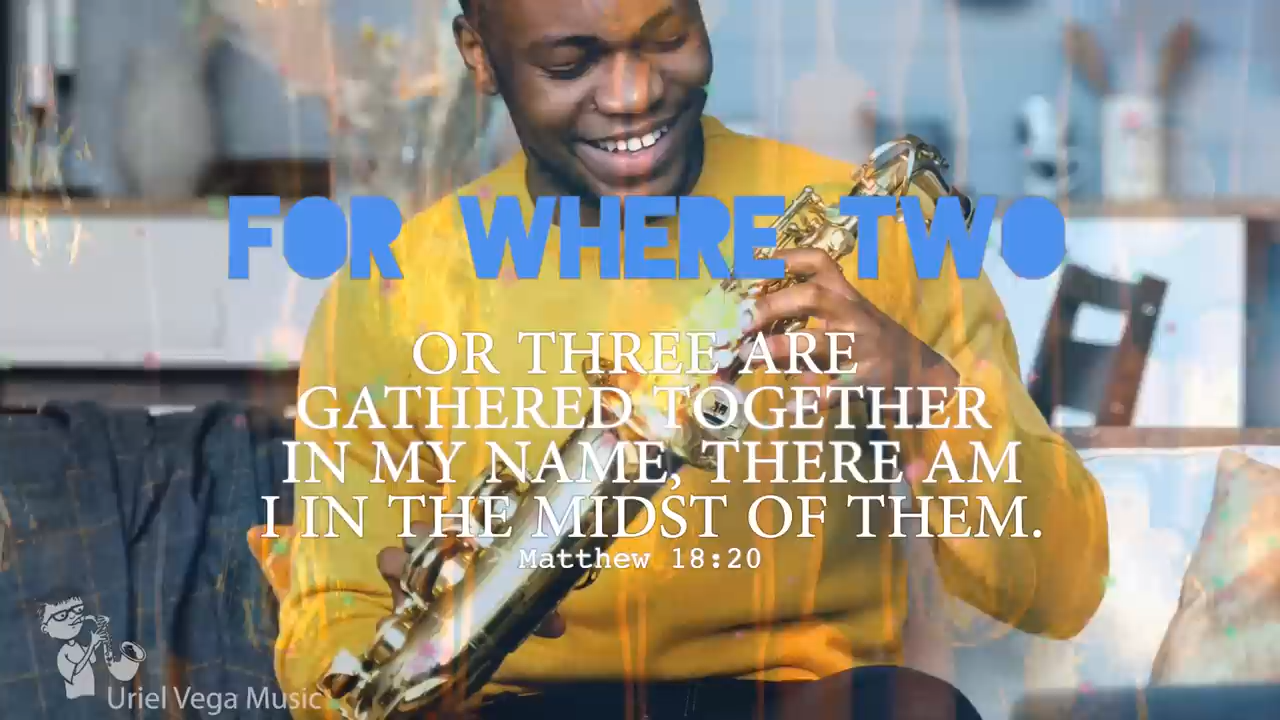 FOR WHERE TWO
OR THREE ARE
GATHERED TOGETHER
IN MY NAME, THERE AM
I IN THE MIDST OF THEM.
Matthew 18:20
Uriel Vega Music